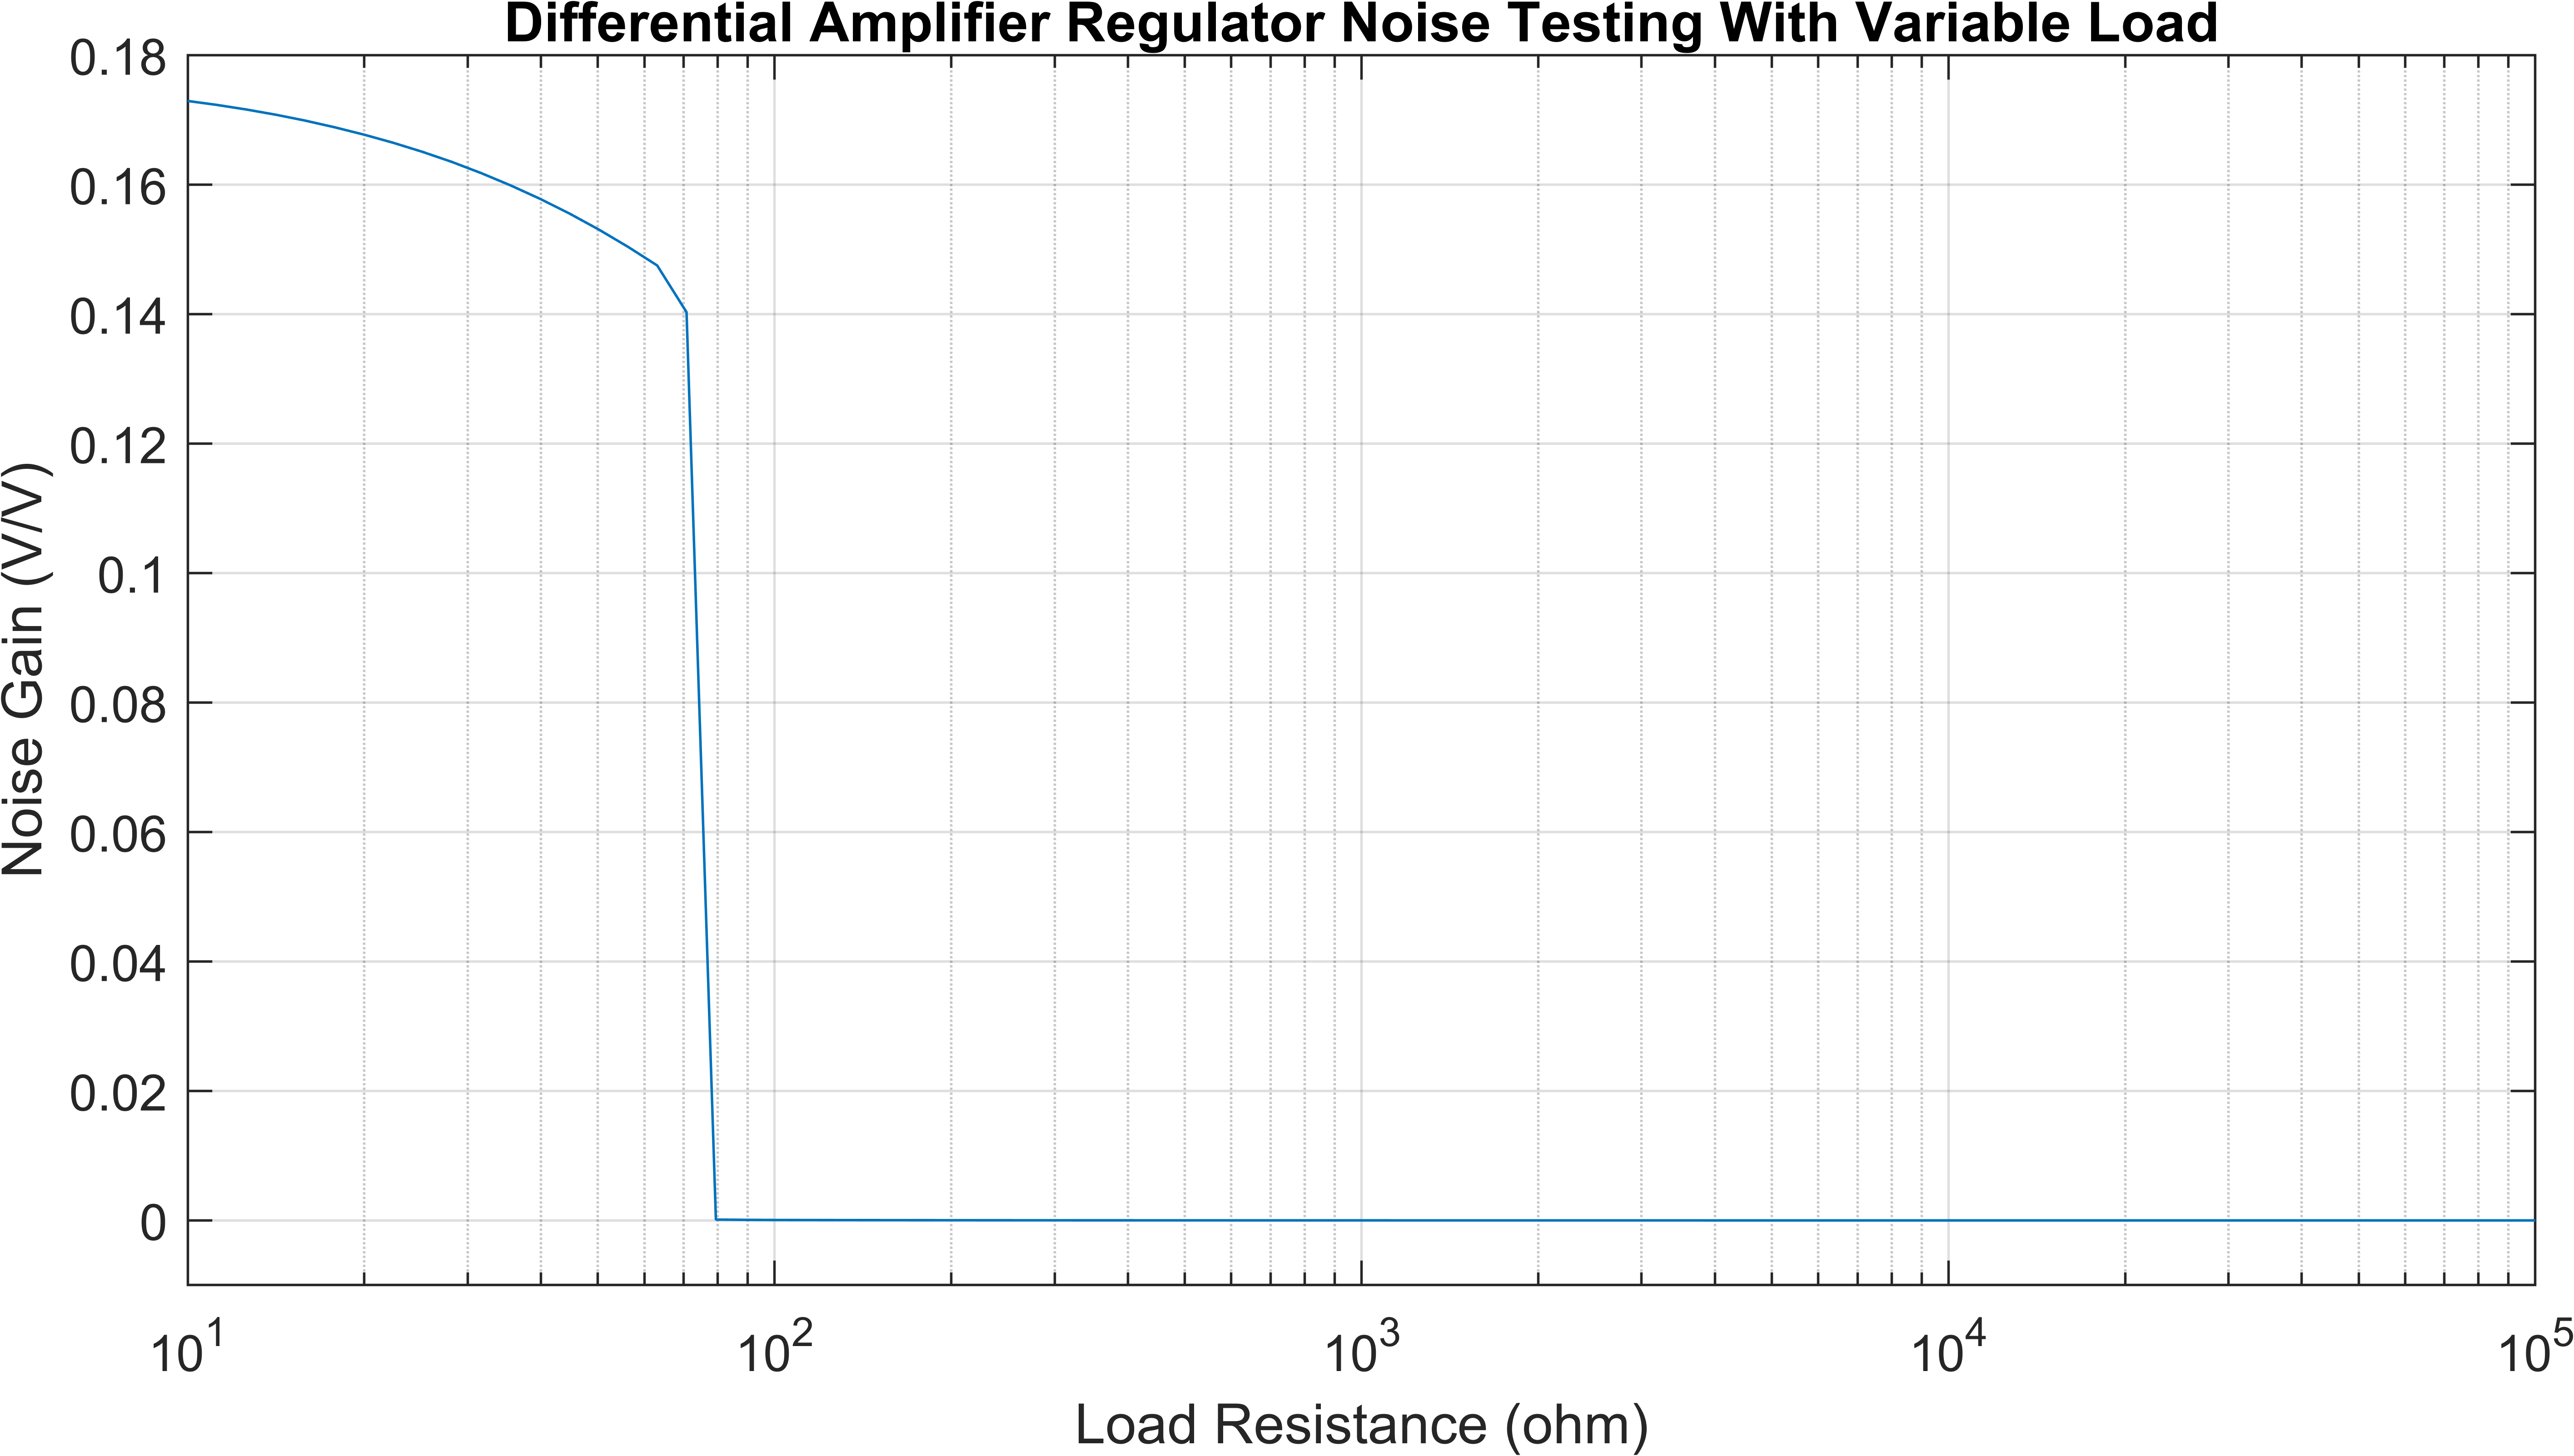 Differential Amplifier Regulator Noise Testing With Variable Load
0.18
0.16
0.14
0.12
0.1
0.08
0.06
0.04
0.02
0
Noise Gain (V/V)
10^1 10^2 10^3 10^4 10^5
Load Resistance (ohm)